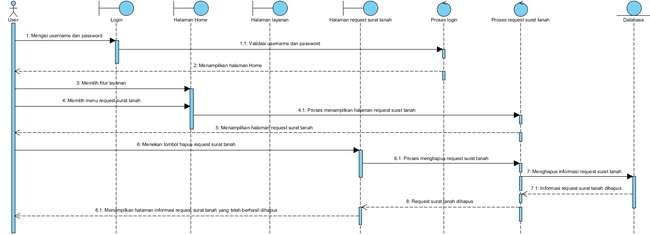 User
Login
Halaman Home
Halaman layanan
Halaman request surat tanah
Proses login
Proses request surat tanah
Database
1: Mengisi username dan password
1.1: Validasi username dan password
2: Menampilkan halaman Home
3: Memilih fitur layanan
4: Memilih menu request surat tanah
4.1: Proses menampilkan halaman request surat tanah
5: Menampilkan halaman request surat tanah
6: Menekan tombol hapus request surat tanah
6.1: Proses menghapus request surat tanah
7: Menghapus informasi request surat tanah
7.1: Informasi request surat tanah dihapus
8: Request surat tanah dihapus
8.1: Menampilkan halaman informasi request surat tanah yang telah berhasil dihapus